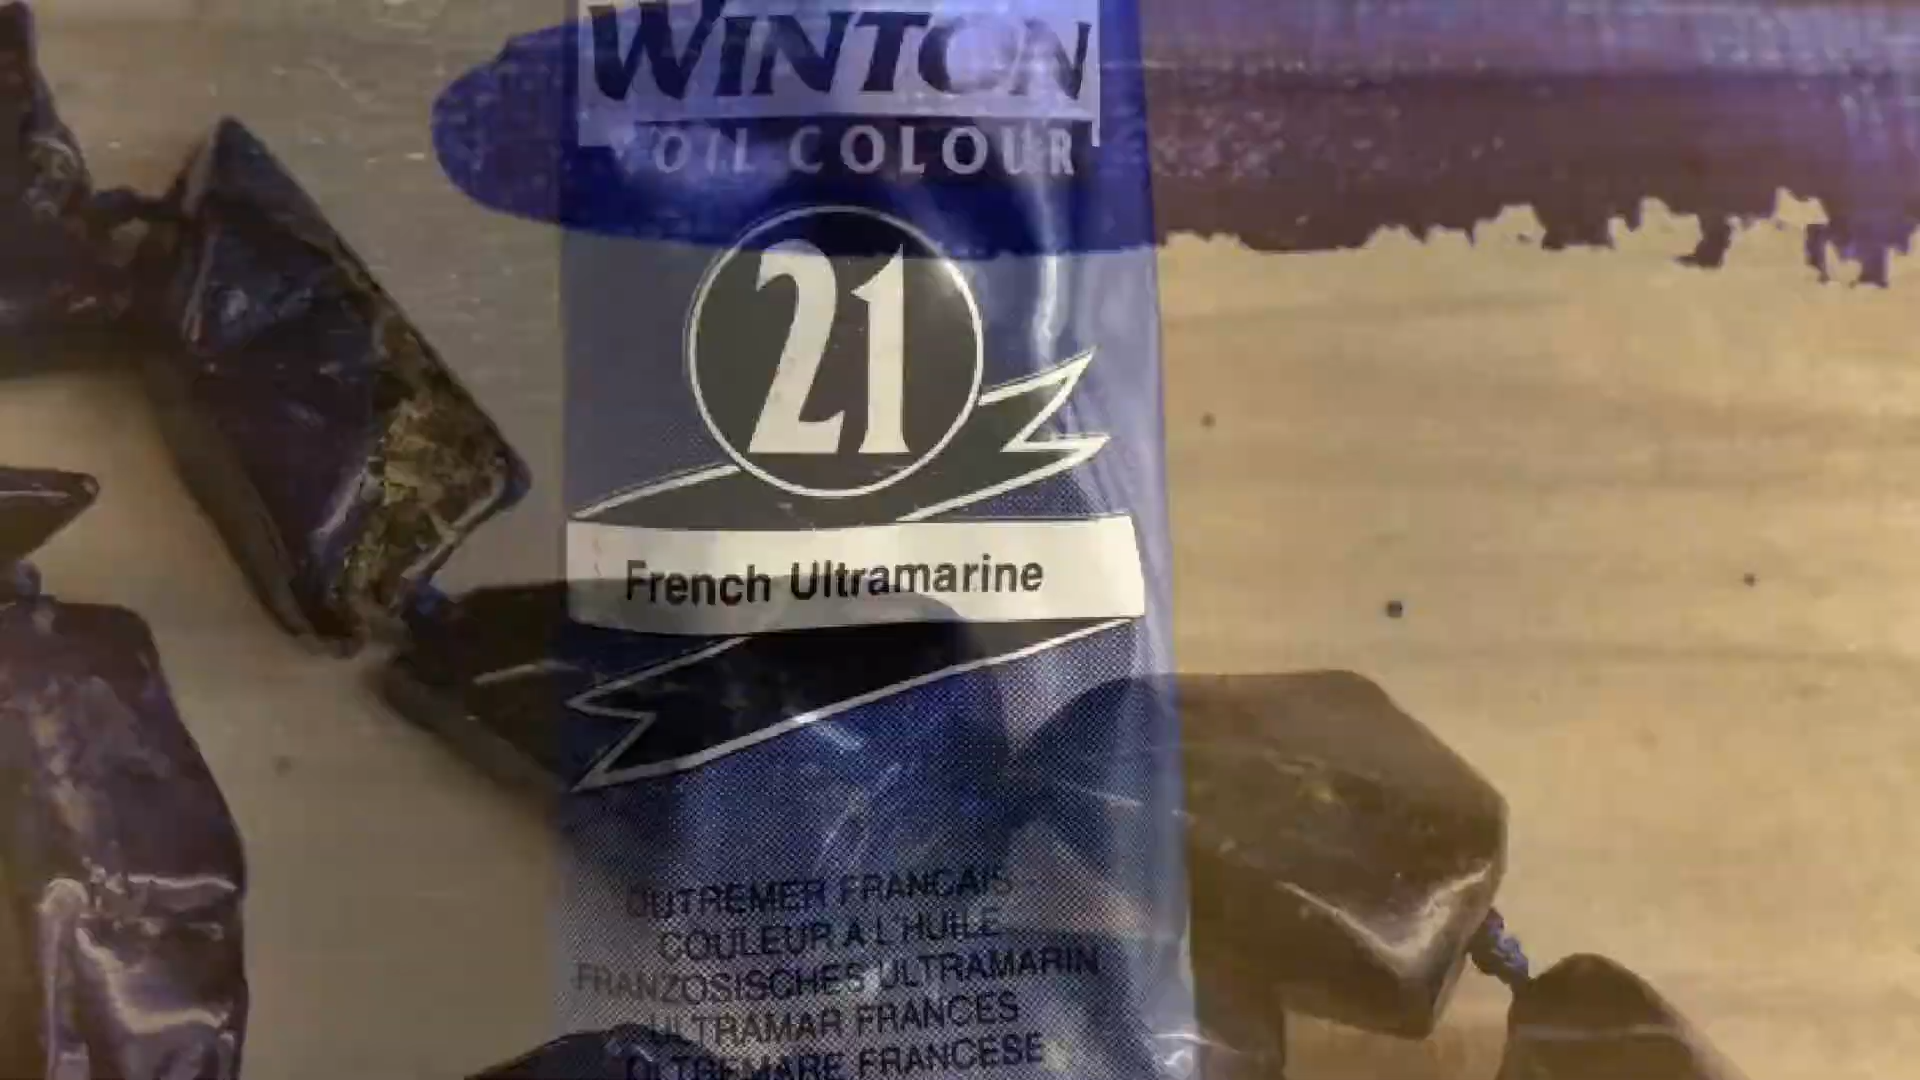 WINTON
OIL COLOUR
21
French Ultramarine
OUTREMER FRANCAIS
COULEUR A L'HUILE
FRANZOSISCHES ULTRAMARIN
ULTRAMAR FRANCES
OLTREMARE FRANCESE